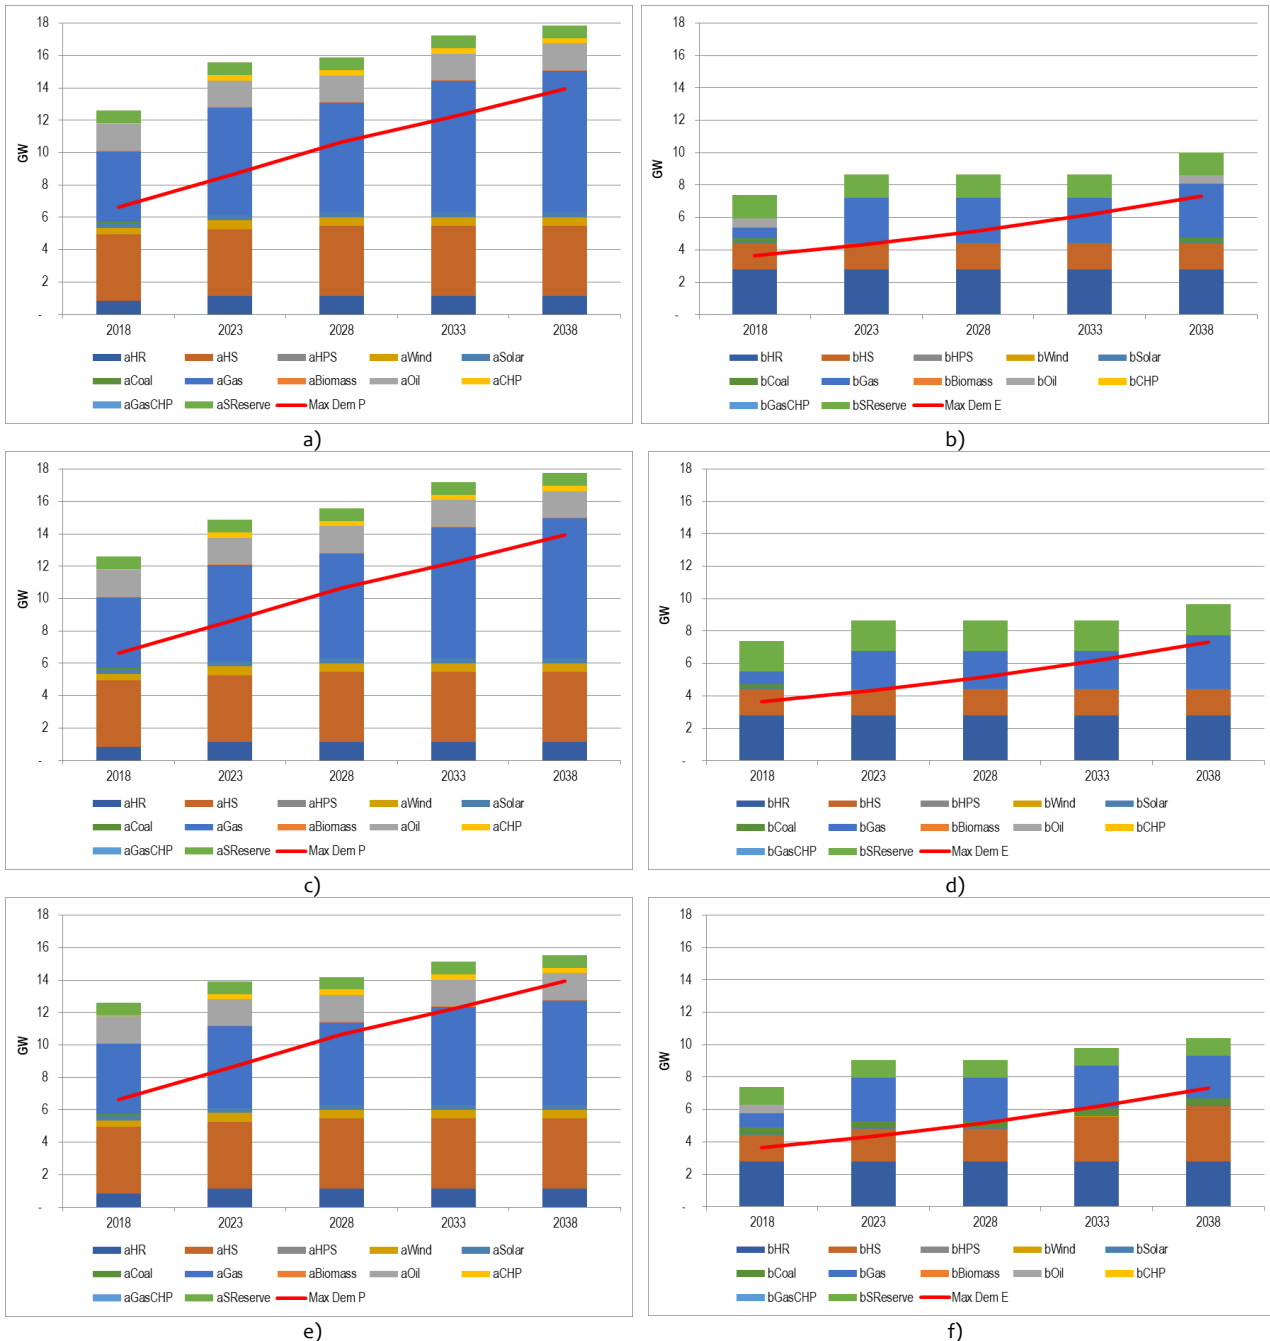 18
16
14
12
10
8
6
4
2
-
GW
2018 2023 2028 2033 2038
aHR aHS aHPS aWind aSolar
aCoal aGas aBiomass aOil aCHP
aGasCHP aSReserve Max Dem P
a)
18
16
14
12
10
8
6
4
2
-
GW
2018 2023 2028 2033 2038
bHR bHS bHPS bWind bSolar
bCoal bGas bBiomass bOil bCHP
bGasCHP bSReserve Max Dem E
b)
18
16
14
12
10
8
6
4
2
-
GW
2018 2023 2028 2033 2038
aHR aHS aHPS aWind aSolar
aCoal aGas aBiomass aOil aCHP
aGasCHP aSReserve Max Dem P
c)
18
16
14
12
10
8
6
4
2
-
GW
2018 2023 2028 2033 2038
bHR bHS bHPS bWind bSolar
bCoal bGas bBiomass bOil bCHP
bGasCHP bSReserve Max Dem E
d)
18
16
14
12
10
8
6
4
2
-
GW
2018 2023 2028 2033 2038
aHR aHS aHPS aWind aSolar
aCoal aGas aBiomass aOil aCHP
aGasCHP aSReserve Max Dem P
e)
18
16
14
12
10
8
6
4
2
-
GW
2018 2023 2028 2033 2038
bHR bHS bHPS bWind bSolar
bCoal bGas bBiomass bOil bCHP
bGasCHP bSReserve Max Dem E
f)